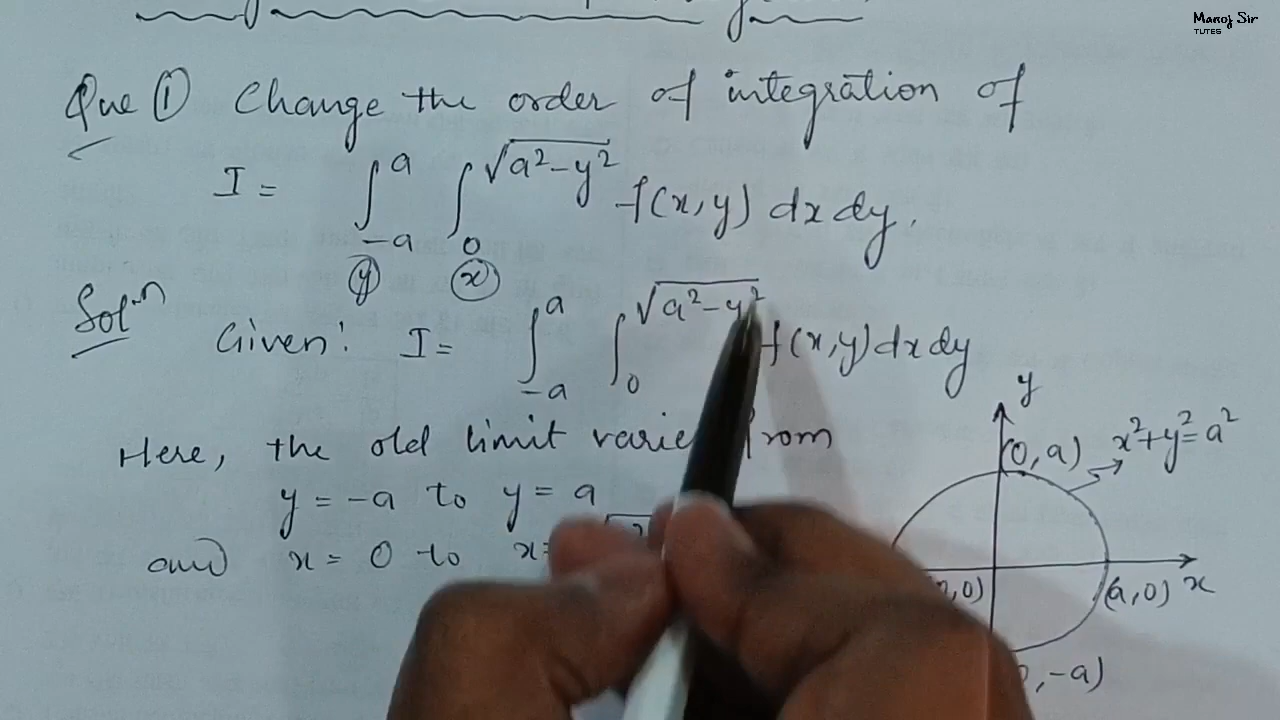 Manoj Sir
TUTES
Que ① Change the order of integration of
I = ∫_{-a}^{a} ∫_{0}^{√(a²-y²)} f(x,y) dx dy.
y x
Solⁿ
Given: I = ∫_{-a}^{a} ∫_{0}^{√(a²-y²)} f(x,y) dx dy
Here, the old limit varies from
y = -a to y = a
and x = 0 to x =
y
(0, a)
x²+y²=a²
,0)
(a,0)
x
,-a)